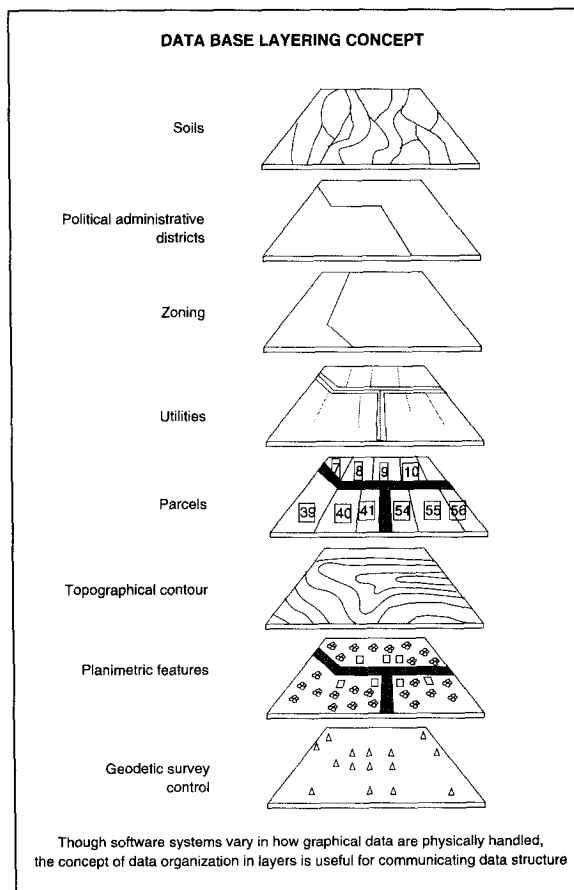 DATA BASE LAYERING CONCEPT
Soils
Political administrative
districts
Zoning
Utilities
7 8 9 10
Parcels
39 40 41 54 55 56
Topographical contour
Planimetric features
Geodetic survey
control
Though software systems vary in how graphical data are physically handled,
the concept of data organization in layers is useful for communicating data structure